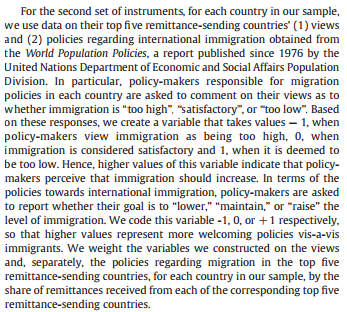 For the second set of instruments, for each country in our sample,
we use data on their top five remittance-sending countries' (1) views
and (2) policies regarding international immigration obtained from
the World Population Policies, a report published since 1976 by the
United Nations Department of Economic and Social Affairs Population
Division. In particular, policy-makers responsible for migration
policies in each country are asked to comment on their views as to
whether immigration is "too high", "satisfactory", or "too low". Based
on these responses, we create a variable that takes values − 1, when
policy-makers view immigration as being too high, 0, when
immigration is considered satisfactory and 1, when it is deemed to
be too low. Hence, higher values of this variable indicate that policy-
makers perceive that immigration should increase. In terms of the
policies towards international immigration, policy-makers are asked
to report whether their goal is to "lower," "maintain," or "raise" the
level of immigration. We code this variable -1, 0, or +1 respectively,
so that higher values represent more welcoming policies vis-a-vis
immigrants. We weight the variables we constructed on the views
and, separately, the policies regarding migration in the top five
remittance-sending countries, for each country in our sample, by the
share of remittances received from each of the corresponding top five
remittance-sending countries.